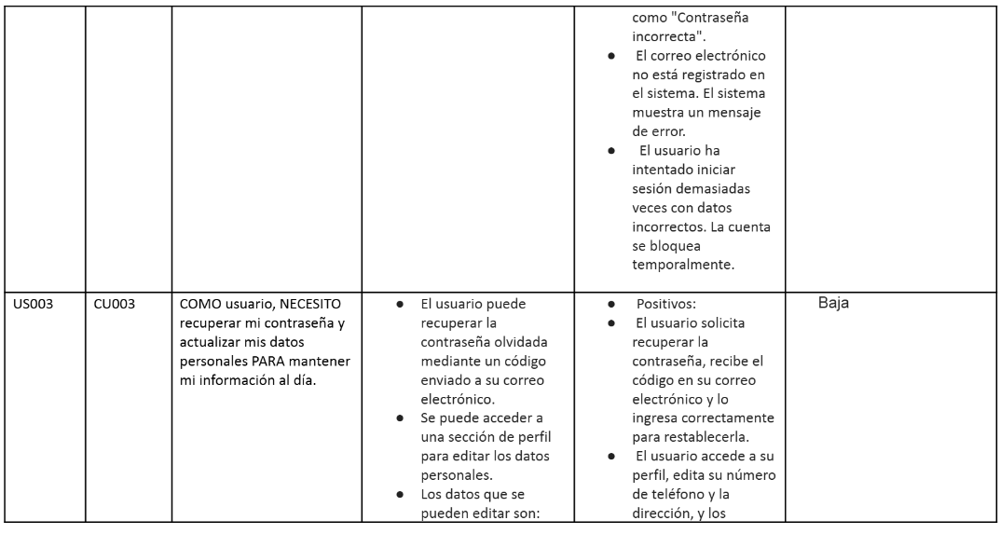 como "Contraseña
incorrecta".
● El correo electrónico
no está registrado en
el sistema. El sistema
muestra un mensaje
de error.
● El usuario ha
intentado iniciar
sesión demasiadas
veces con datos
incorrectos. La cuenta
se bloquea
temporalmente.
US003
CU003
COMO usuario, NECESITO
recuperar mi contraseña y
actualizar mis datos
personales PARA mantener
mi información al día.
● El usuario puede
recuperar la
contraseña olvidada
mediante un código
enviado a su correo
electrónico.
● Se puede acceder a
una sección de perfil
para editar los datos
personales.
● Los datos que se
pueden editar son:
● Positivos:
● El usuario solicita
recuperar la
contraseña, recibe el
código en su correo
electrónico y lo
ingresa correctamente
para restablecerla.
● El usuario accede a su
perfil, edita su número
de teléfono y la
dirección, y los
Baja